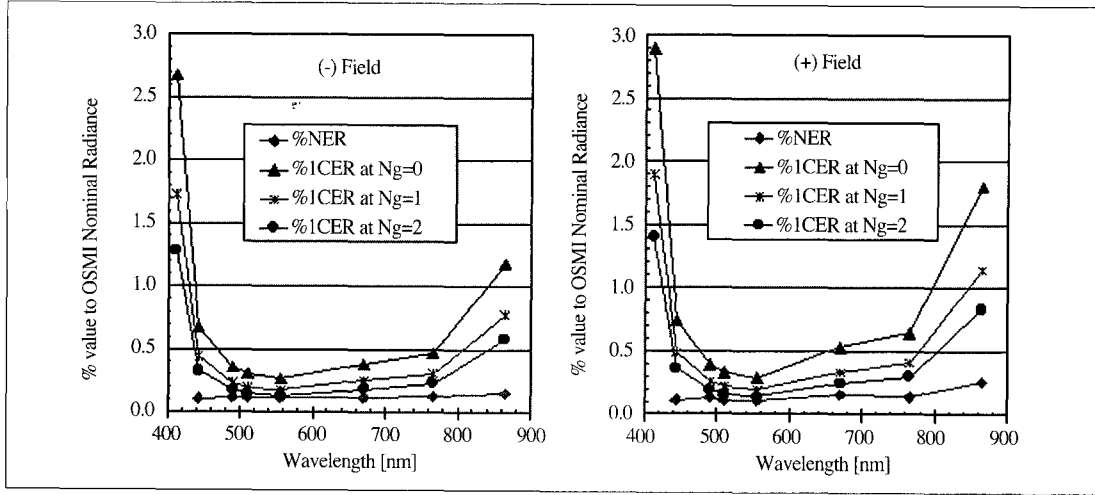 3.0
2.5
2.0
1.5
1.0
0.5
0.0
400 500 600 700 800 900
% value to OSMI Nominal Radiance
Wavelength [nm]
(-) Field
%NER
%1CER at Ng=0
%1CER at Ng=1
%1CER at Ng=2
3.0
2.5
2.0
1.5
1.0
0.5
0.0
400 500 600 700 800 900
% value to OSMI Nominal Radiance
Wavelength [nm]
(+) Field
%NER
%1CER at Ng=0
%1CER at Ng=1
%1CER at Ng=2